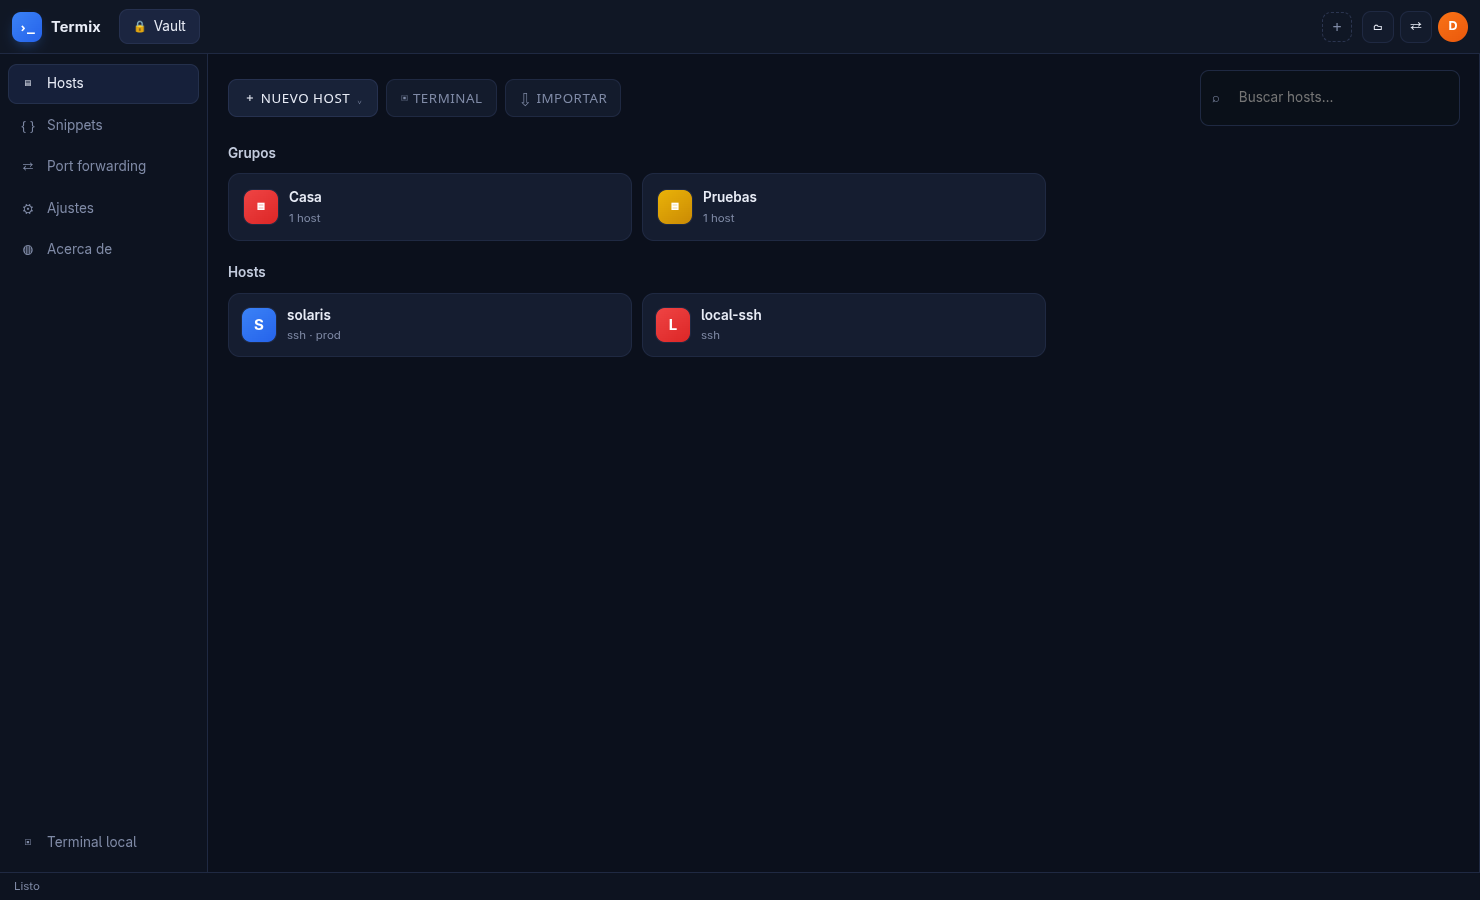 Termix
Vault
D
Hosts
Snippets
Port forwarding
Ajustes
Acerca de
Terminal local
+ NUEVO HOST
TERMINAL
IMPORTAR
Buscar hosts...
Grupos
Casa
1 host
Pruebas
1 host
Hosts
S
solaris
ssh · prod
L
local-ssh
ssh
Listo